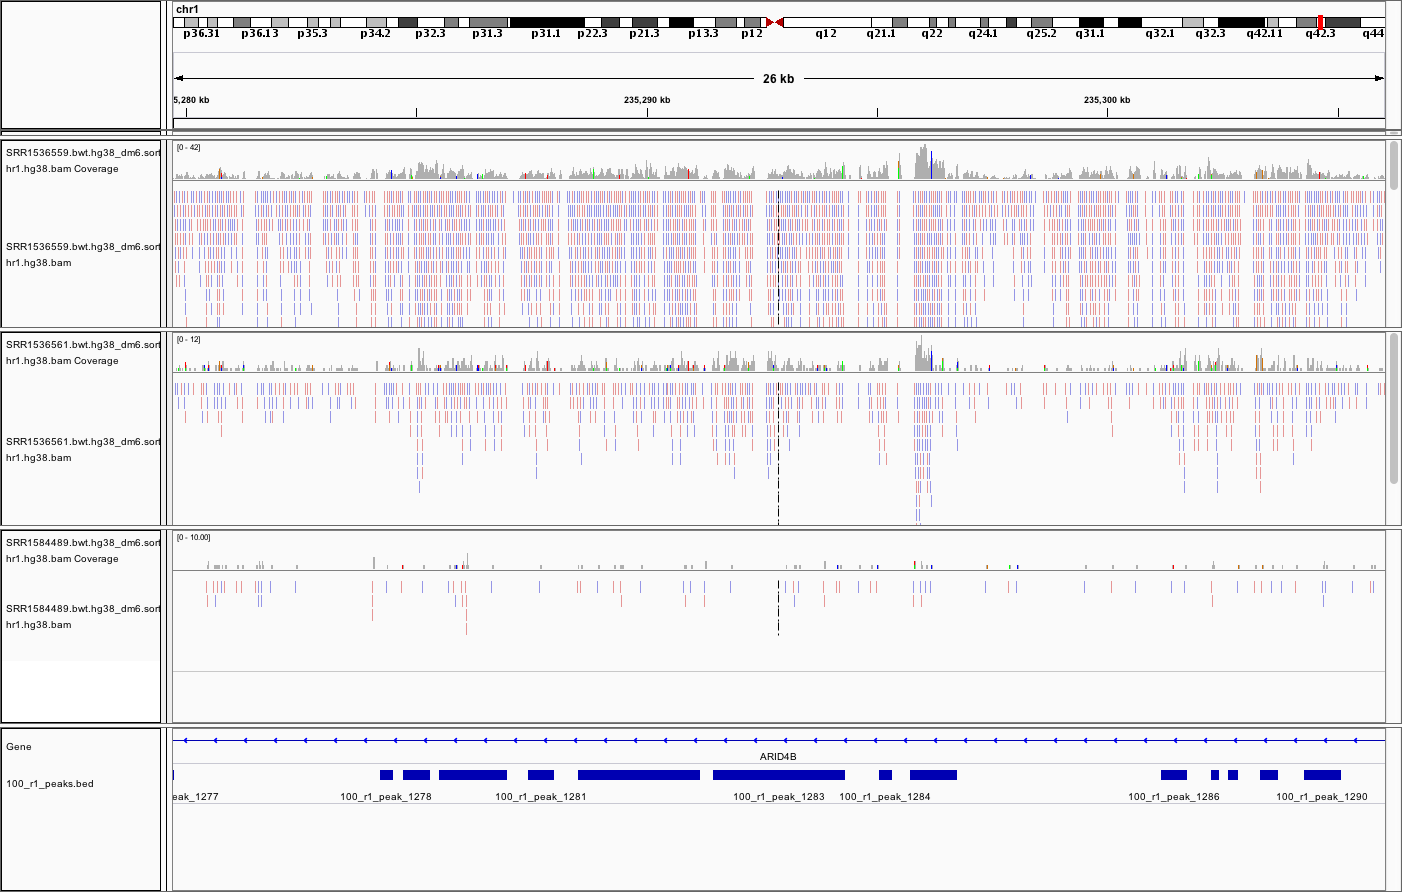 chr1
p36.31 p36.13 p35.3 p34.2 p32.3 p31.3 p31.1 p22.3 p21.3 p13.3 p12 q12 q21.1 q22 q24.1 q25.2 q31.1 q32.1 q32.3 q42.11 q42.3 q44
26 kb
5,280 kb 235,290 kb 235,300 kb
SRR1536559.bwt.hg38_dm6.sort
hr1.hg38.bam Coverage
[0 - 42]
SRR1536559.bwt.hg38_dm6.sort
hr1.hg38.bam
SRR1536561.bwt.hg38_dm6.sort
hr1.hg38.bam Coverage
[0 - 12]
SRR1536561.bwt.hg38_dm6.sort
hr1.hg38.bam
SRR1584489.bwt.hg38_dm6.sort
hr1.hg38.bam Coverage
[0 - 10.00]
SRR1584489.bwt.hg38_dm6.sort
hr1.hg38.bam
Gene
ARID4B
100_r1_peaks.bed
eak_1277 100_r1_peak_1278 100_r1_peak_1281 100_r1_peak_1283 100_r1_peak_1284 100_r1_peak_1286 100_r1_peak_1290